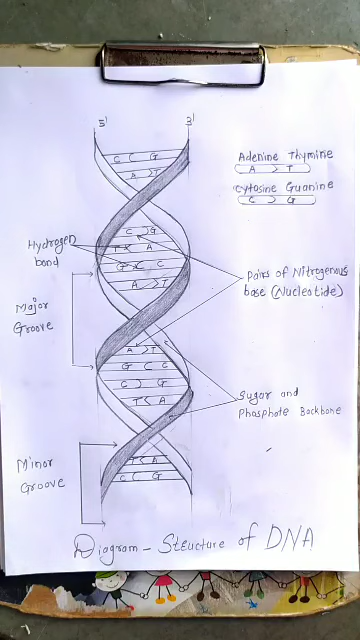 5' 3'
C C G
A > T
Adenine Thymine
A > T
Cytosine Guanine
C > G
C > G
T < A
G < C
A > T
Hydrogen
bond
Pairs of Nitrogenous
base (Nucleotide)
Major
Groove
A > T
G C C
C > G
T < A
Sugar and
Phosphate Backbone
Minor
Groove
T < A
C C G
Diagram - Structure of DNA